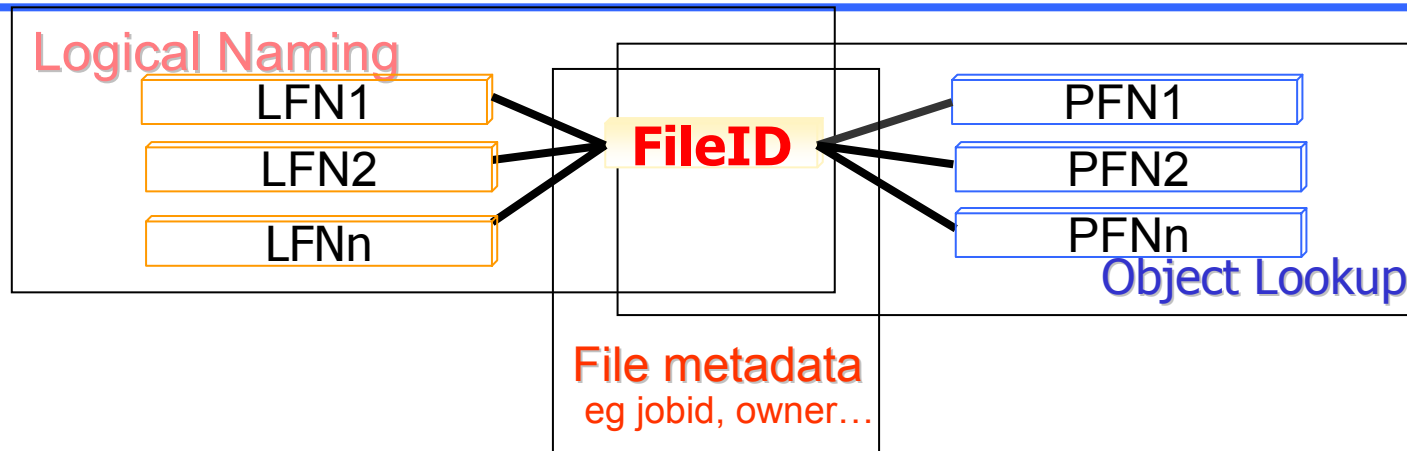 Logical Naming
LFN1
LFN2
LFNn
FileID
PFN1
PFN2
PFNn
Object Lookup
File metadata
eg jobid, owner…